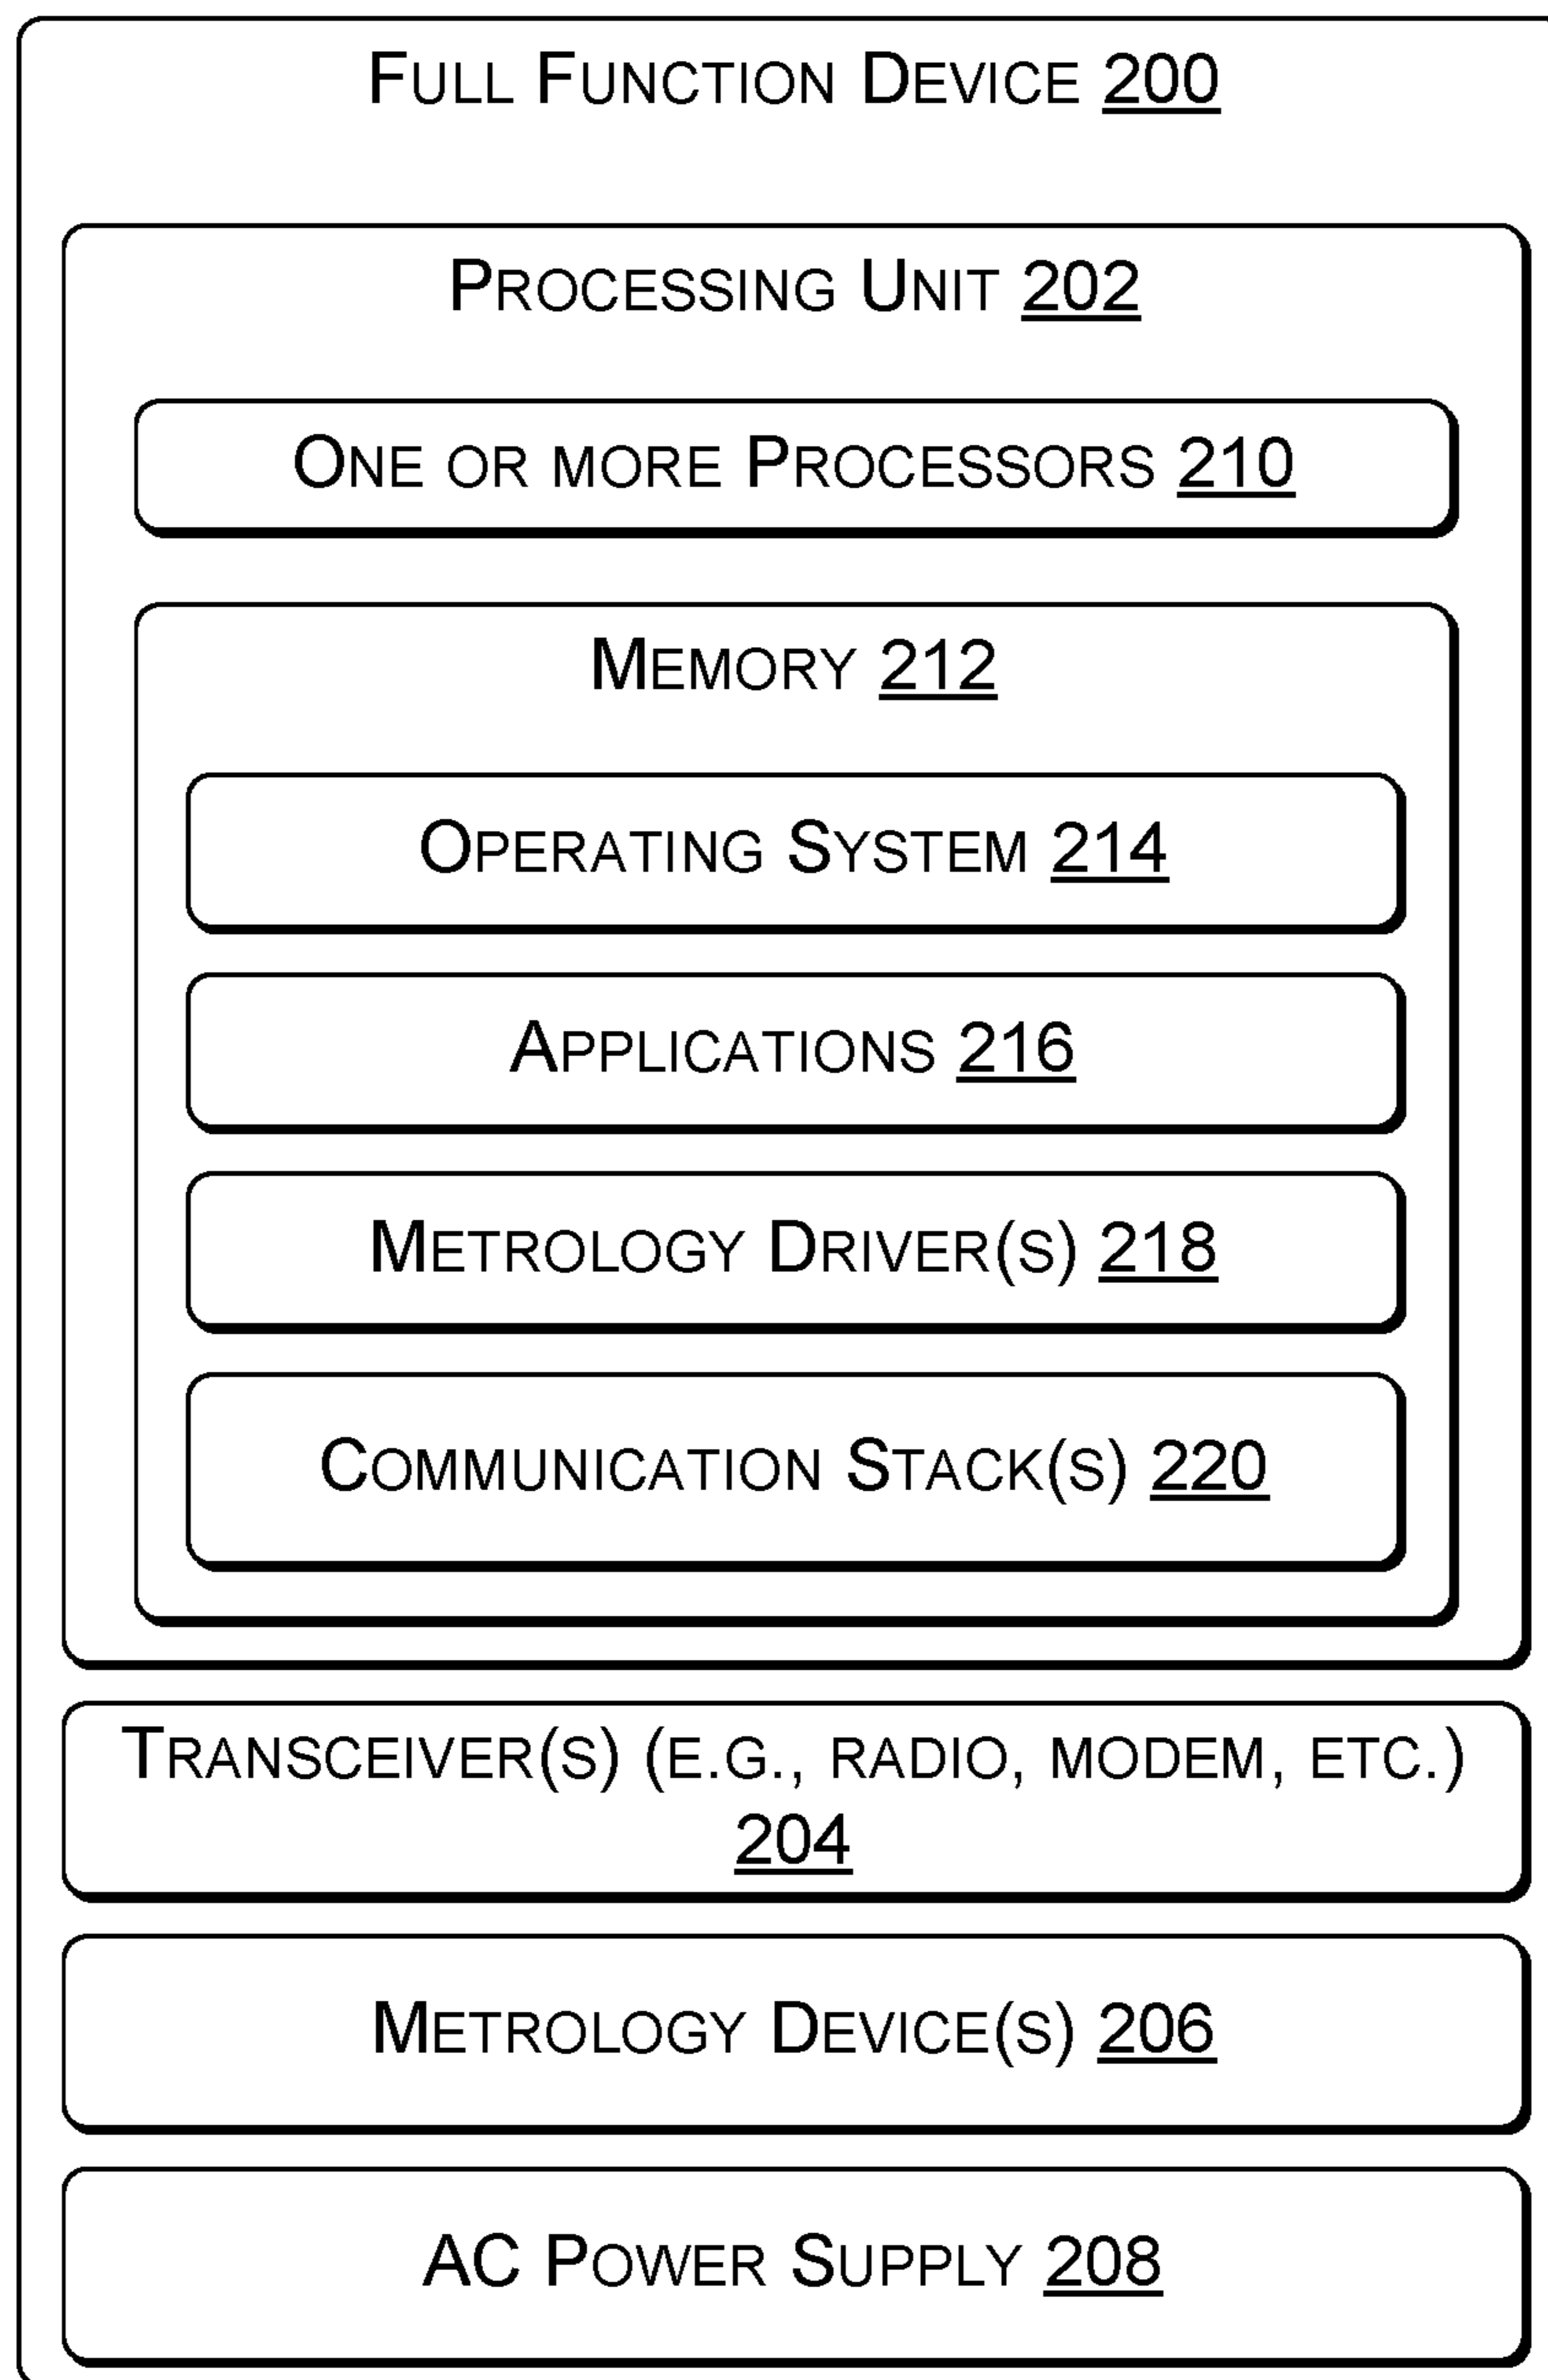 FULL FUNCTION DEVICE 200
PROCESSING UNIT 202
ONE OR MORE PROCESSORS 210
MEMORY 212
OPERATING SYSTEM 214
APPLICATIONS 216
METROLOGY DRIVER(S) 218
COMMUNICATION STACK(S) 220
TRANSCEIVER(S) (E.G., RADIO, MODEM, ETC.)
204
METROLOGY DEVICE(S) 206
AC POWER SUPPLY 208